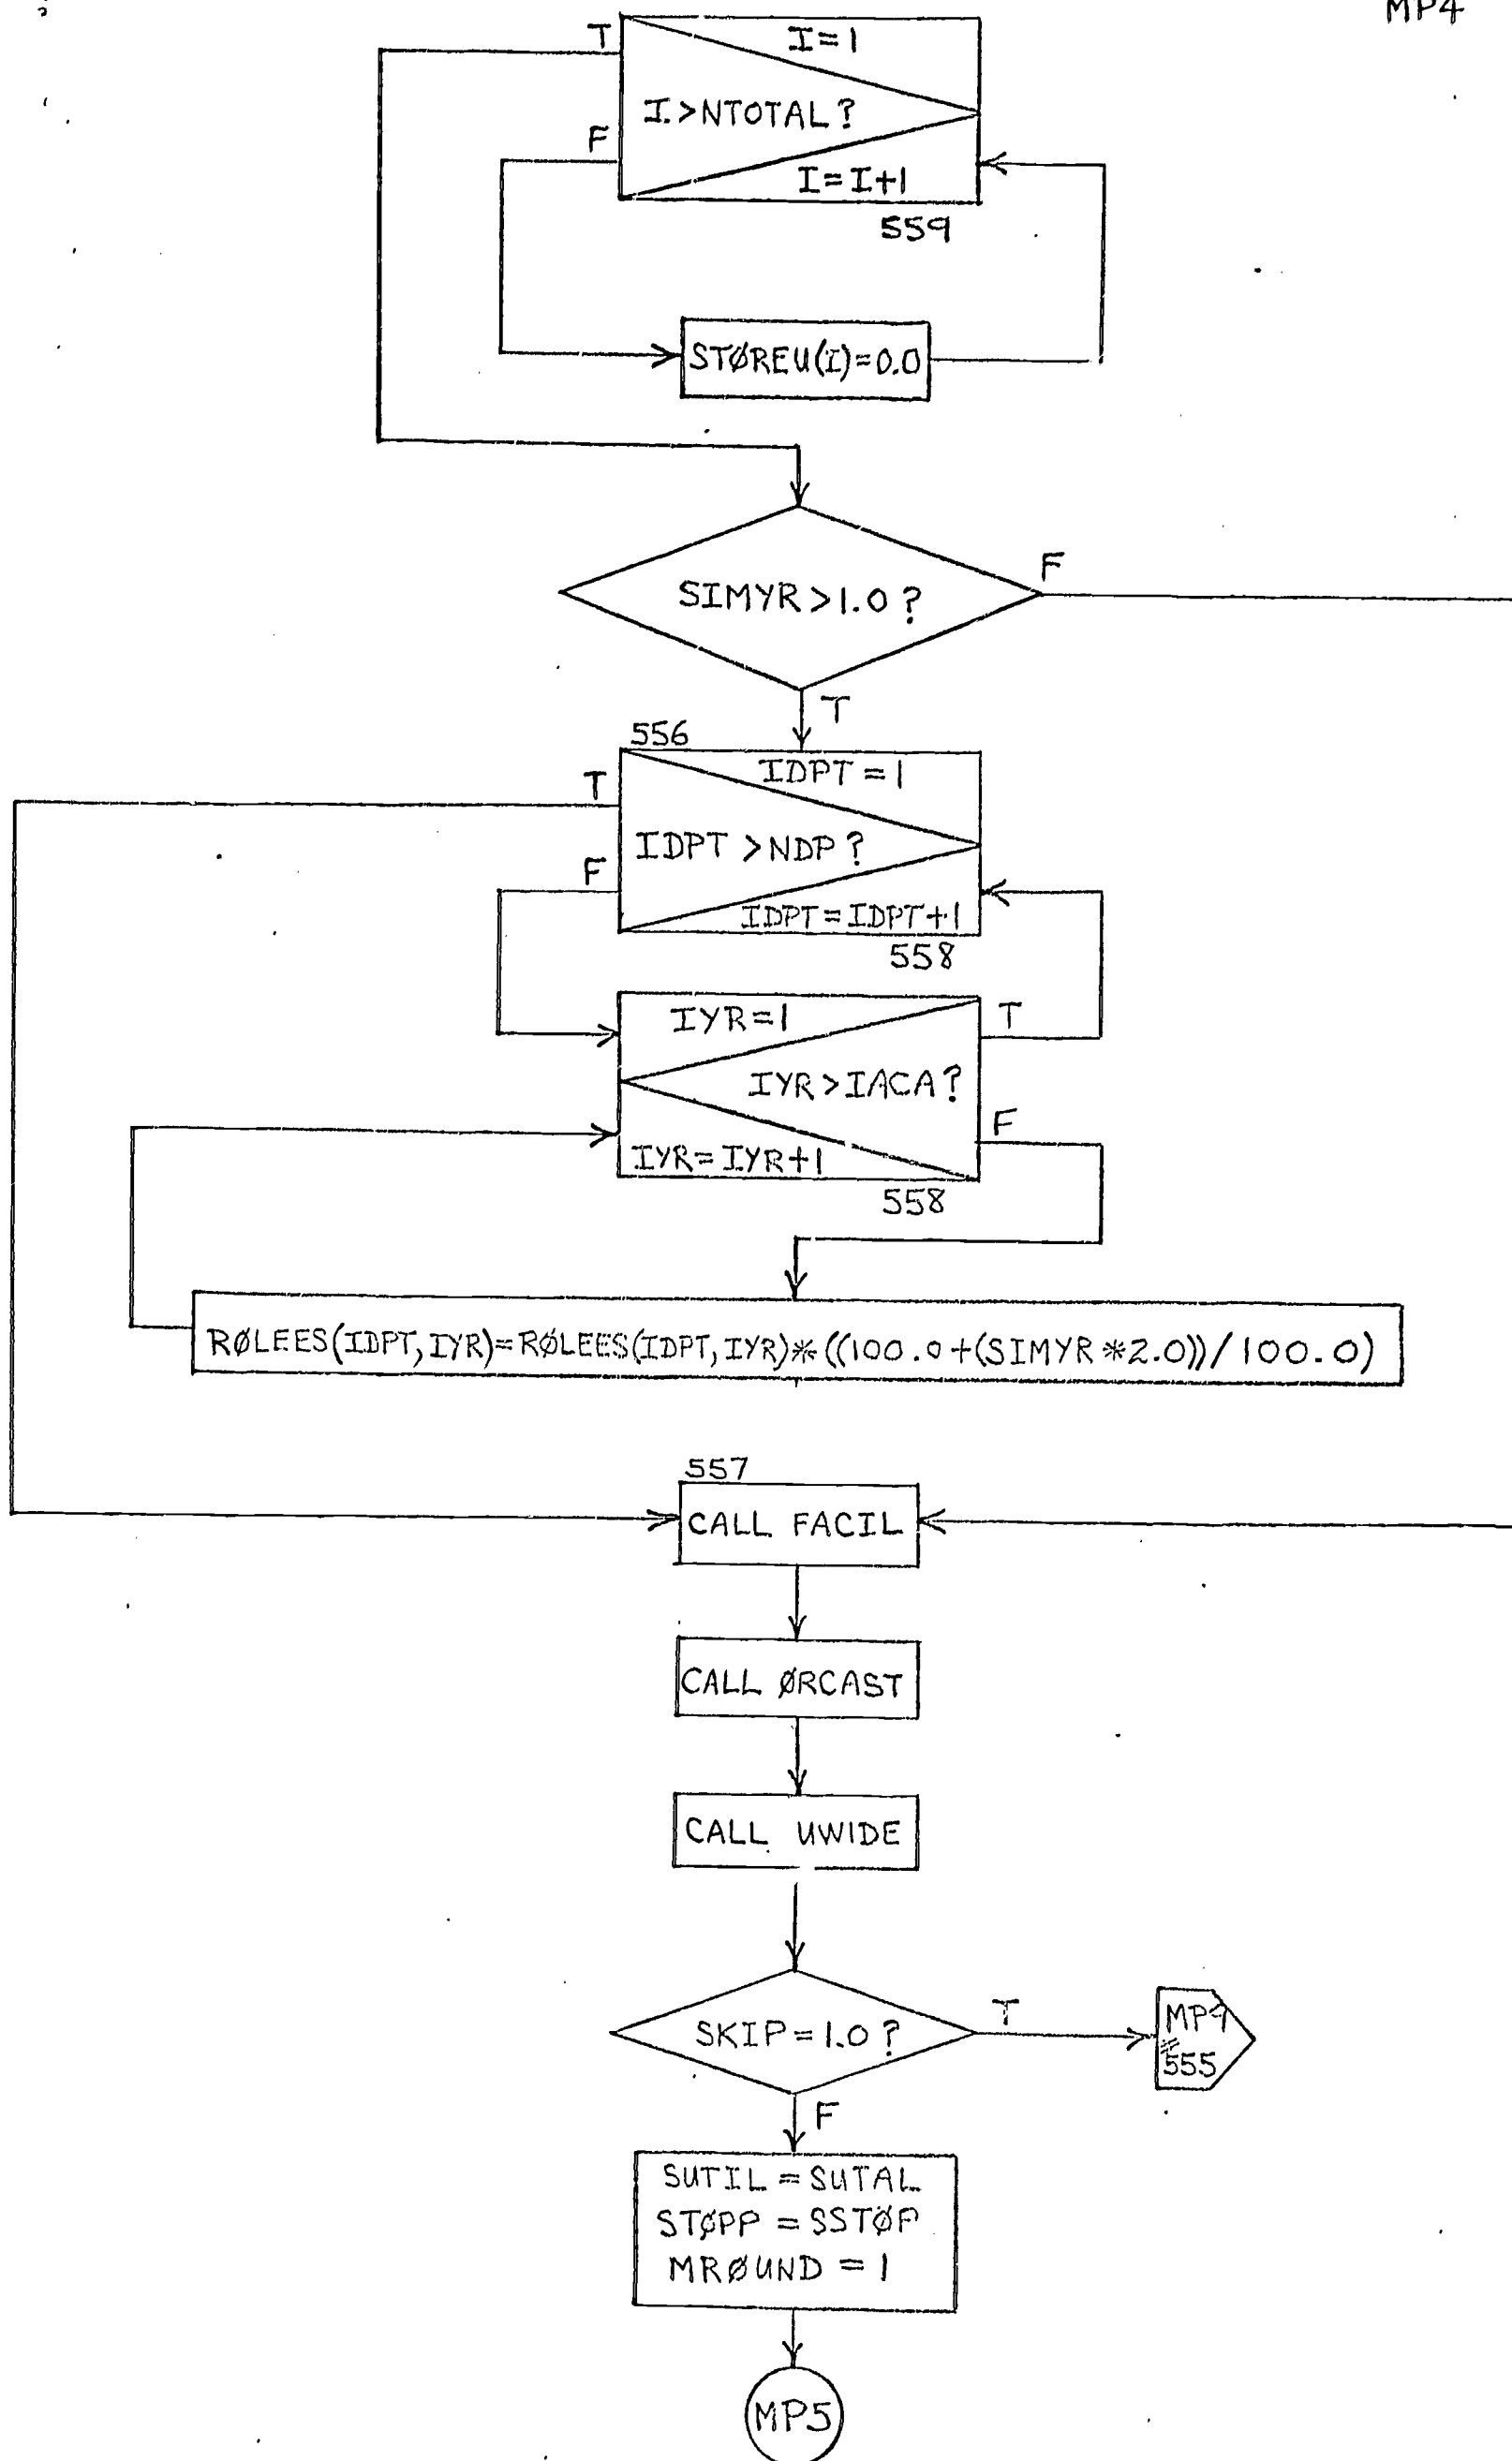 MP4
T
I=1
I>NTOTAL?
F
I=I+1
559
STØREU(I)=0.0
SIMYR>1.0?
F
T
556
IDPT=1
T
IDPT>NDP?
F
IDPT=IDPT+1
558
IYR=1
T
IYR>IACA?
F
IYR=IYR+1
558
RØLEES(IDPT,IYR)=RØLEES(IDPT,IYR)*((100.0+(SIMYR*2.0))/100.0)
557
CALL FACIL
CALL ØRCAST
CALL UWIDE
SKIP=1.0?
T
555
F
SUTIL=SUTAL
STØPP=SSTØP
MRØUND=1
MP5